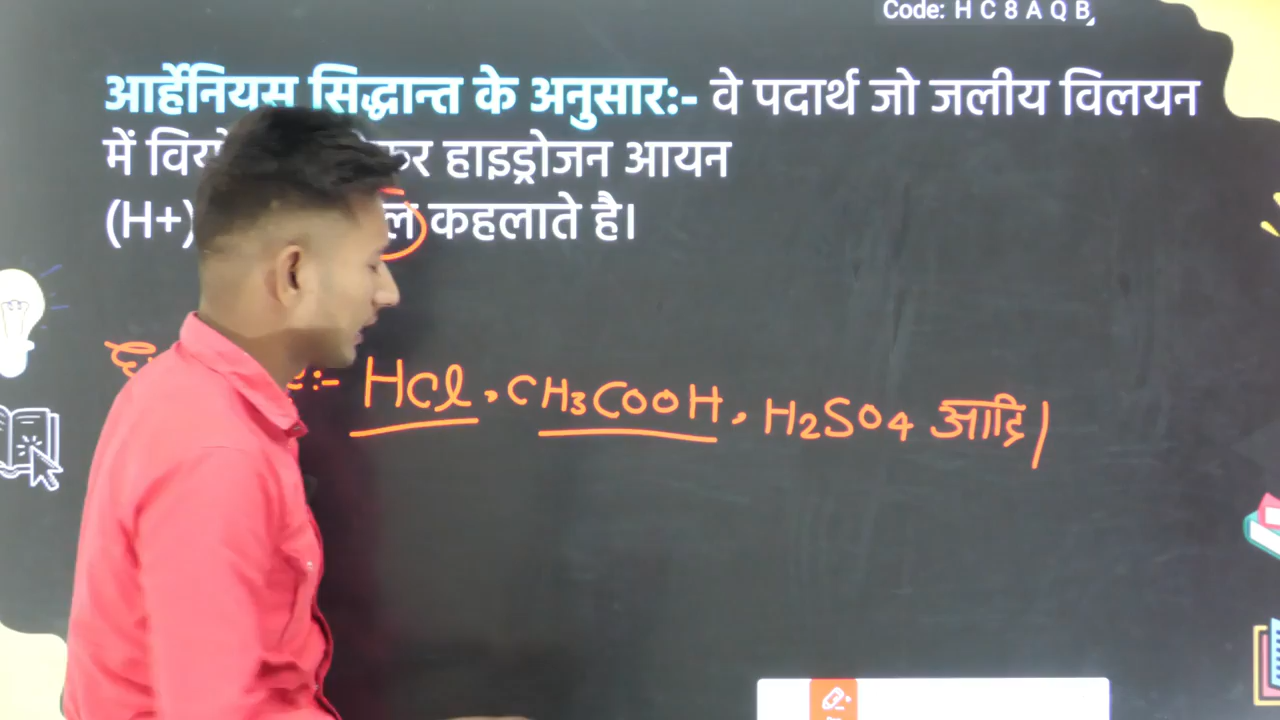 Code: H C 8 A Q B
आर्हेनियस सिद्धान्त के अनुसार:- वे पदार्थ जो जलीय विलयन
में हाइड्रोजन आयन
(H+) कहलाते है।
:- HCl, CH3COOH, H2SO4 आदि।